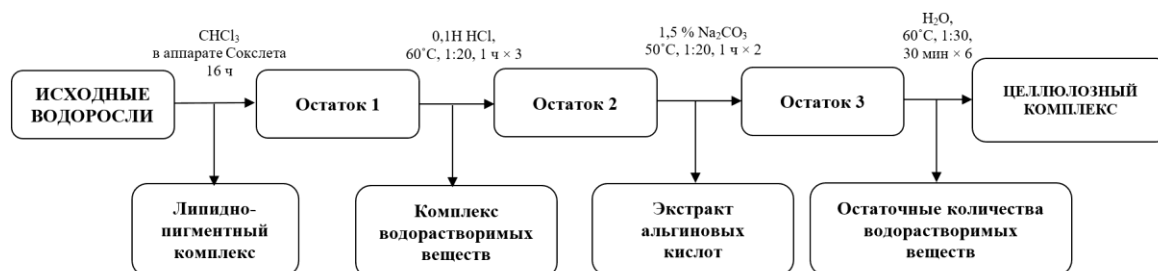 CHCl₃
в аппарате Сокслета
16 ч
0,1Н HCl,
60˚С, 1:20, 1 ч × 3
1,5 % Na₂CO₃
50˚С, 1:20, 1 ч × 2
H₂O,
60˚С, 1:30,
30 мин × 6
ИСХОДНЫЕ
ВОДОРОСЛИ
Остаток 1
Остаток 2
Остаток 3
ЦЕЛЛЮЛОЗНЫЙ
КОМПЛЕКС
Липидно-
пигментный
комплекс
Комплекс
водорастворимых
веществ
Экстракт
альгиновых
кислот
Остаточные количества
водорастворимых
веществ